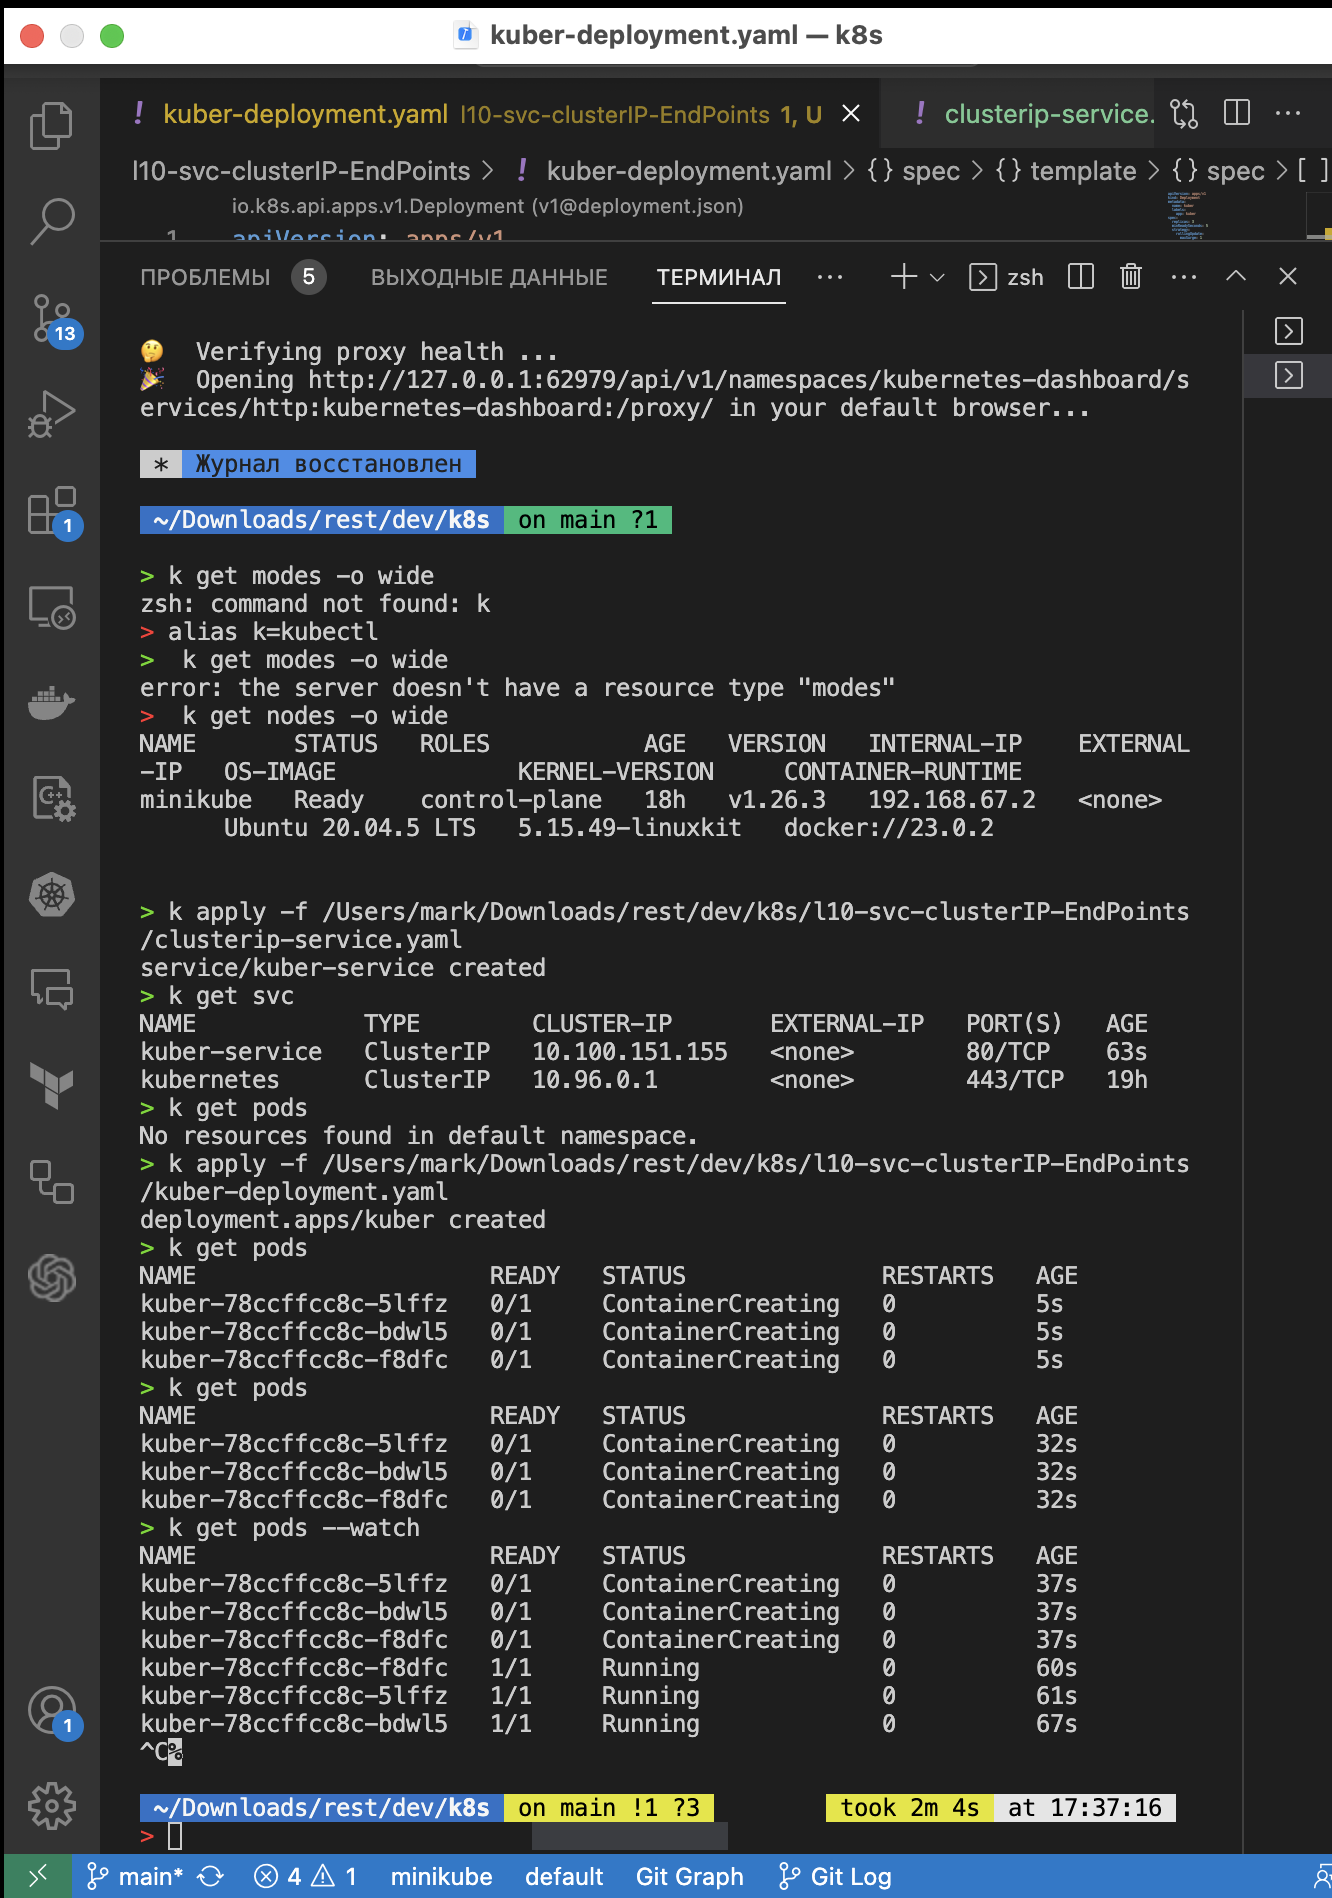 kuber-deployment.yaml — k8s
! kuber-deployment.yaml l10-svc-clusterIP-EndPoints 1, U ! clusterip-service.
l10-svc-clusterIP-EndPoints > ! kuber-deployment.yaml > {} spec > {} template > {} spec > [ ]
io.k8s.api.apps.v1.Deployment (v1@deployment.json)
1 apiVersion: apps/v1
ПРОБЛЕМЫ 5 ВЫХОДНЫЕ ДАННЫЕ ТЕРМИНАЛ ... zsh ...
🤔 Verifying proxy health ...
🎉 Opening http://127.0.0.1:62979/api/v1/namespaces/kubernetes-dashboard/s
ervices/http:kubernetes-dashboard:/proxy/ in your default browser...
* Журнал восстановлен
~/Downloads/rest/dev/k8s on main ?1
> k get modes -o wide
zsh: command not found: k
> alias k=kubectl
> k get modes -o wide
error: the server doesn't have a resource type "modes"
> k get nodes -o wide
NAME STATUS ROLES AGE VERSION INTERNAL-IP EXTERNAL
-IP OS-IMAGE KERNEL-VERSION CONTAINER-RUNTIME
minikube Ready control-plane 18h v1.26.3 192.168.67.2 <none>
Ubuntu 20.04.5 LTS 5.15.49-linuxkit docker://23.0.2
> k apply -f /Users/mark/Downloads/rest/dev/k8s/l10-svc-clusterIP-EndPoints
/clusterip-service.yaml
service/kuber-service created
> k get svc
NAME TYPE CLUSTER-IP EXTERNAL-IP PORT(S) AGE
kuber-service ClusterIP 10.100.151.155 <none> 80/TCP 63s
kubernetes ClusterIP 10.96.0.1 <none> 443/TCP 19h
> k get pods
No resources found in default namespace.
> k apply -f /Users/mark/Downloads/rest/dev/k8s/l10-svc-clusterIP-EndPoints
/kuber-deployment.yaml
deployment.apps/kuber created
> k get pods
NAME READY STATUS RESTARTS AGE
kuber-78ccffcc8c-5lffz 0/1 ContainerCreating 0 5s
kuber-78ccffcc8c-bdwl5 0/1 ContainerCreating 0 5s
kuber-78ccffcc8c-f8dfc 0/1 ContainerCreating 0 5s
> k get pods
NAME READY STATUS RESTARTS AGE
kuber-78ccffcc8c-5lffz 0/1 ContainerCreating 0 32s
kuber-78ccffcc8c-bdwl5 0/1 ContainerCreating 0 32s
kuber-78ccffcc8c-f8dfc 0/1 ContainerCreating 0 32s
> k get pods --watch
NAME READY STATUS RESTARTS AGE
kuber-78ccffcc8c-5lffz 0/1 ContainerCreating 0 37s
kuber-78ccffcc8c-bdwl5 0/1 ContainerCreating 0 37s
kuber-78ccffcc8c-f8dfc 0/1 ContainerCreating 0 37s
kuber-78ccffcc8c-f8dfc 1/1 Running 0 60s
kuber-78ccffcc8c-5lffz 1/1 Running 0 61s
kuber-78ccffcc8c-bdwl5 1/1 Running 0 67s
^C%
~/Downloads/rest/dev/k8s on main !1 ?3 took 2m 4s at 17:37:16
>
13
1
C++
1
main* 4 1 minikube default Git Graph Git Log